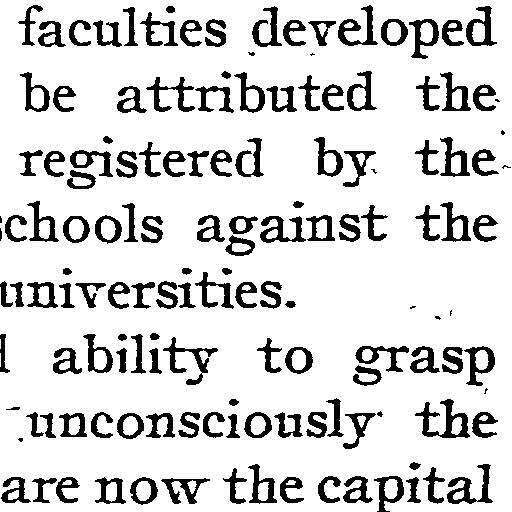 faculties developed
be attributed the
registered by the
schools against the
universities.
ability to grasp
unconsciously the
are now the capital